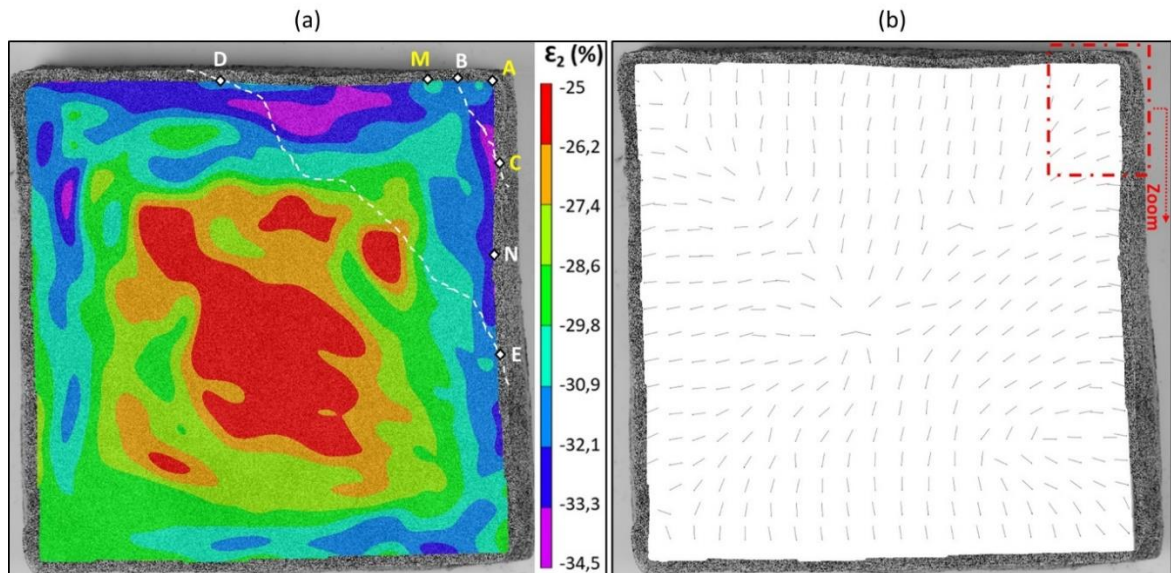 (a)
(b)
D
M
B
A
C
N
E
ε₂ (%)
-25
-26,2
-27,4
-28,6
-29,8
-30,9
-32,1
-33,3
-34,5
Zoom